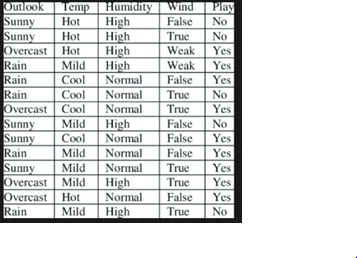 Outlook Temp Humidity Wind Play
Sunny Hot High False No
Sunny Hot High True No
Overcast Hot High Weak Yes
Rain Mild High Weak Yes
Rain Cool Normal False Yes
Rain Cool Normal True No
Overcast Cool Normal True Yes
Sunny Mild High False No
Sunny Cool Normal False Yes
Rain Mild Normal False Yes
Sunny Mild Normal True Yes
Overcast Mild High True Yes
Overcast Hot Normal False Yes
Rain Mild High True No